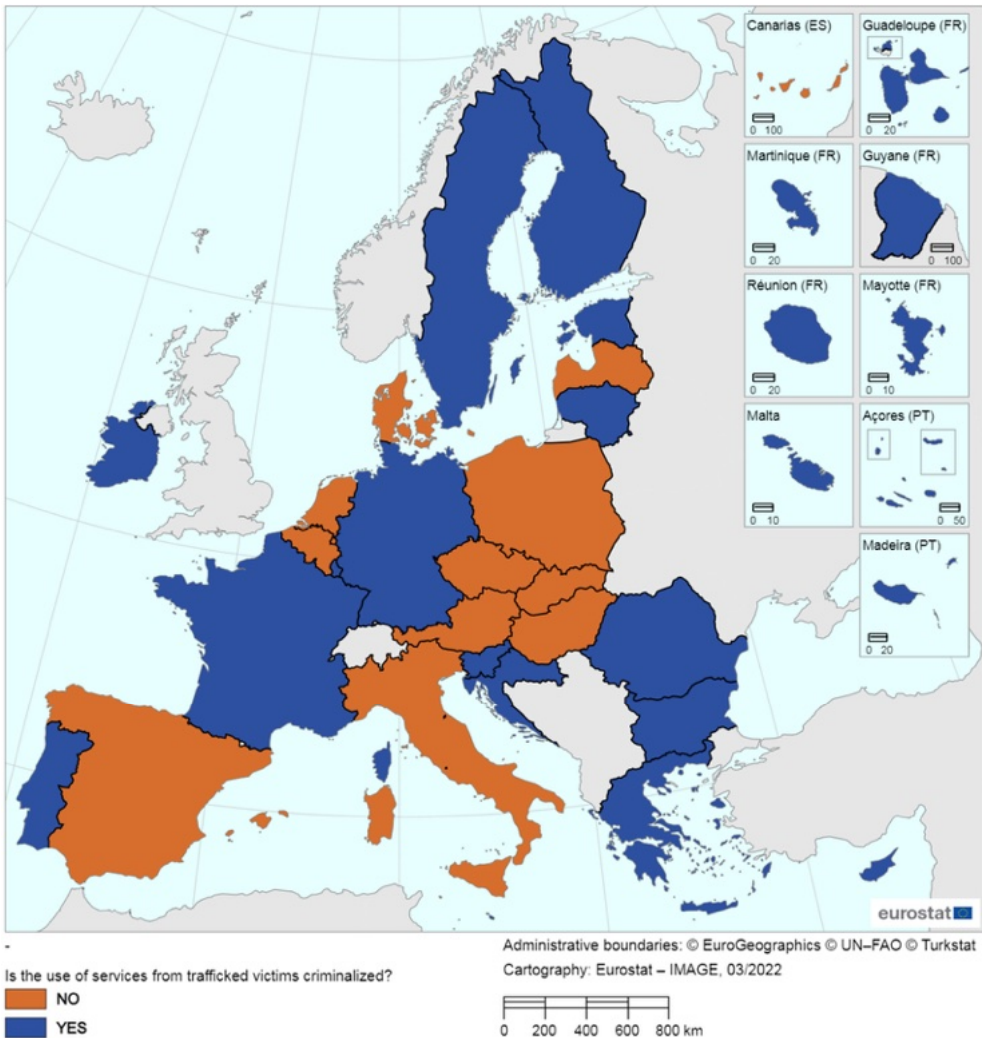 Canarias (ES)
0 100
Guadeloupe (FR)
0 20
Martinique (FR)
0 20
Guyane (FR)
0 100
Réunion (FR)
0 20
Mayotte (FR)
0 10
Malta
0 10
Açores (PT)
0 50
Madeira (PT)
0 20
eurostat
-
Administrative boundaries: © EuroGeographics © UN–FAO © Turkstat
Cartography: Eurostat – IMAGE, 03/2022
Is the use of services from trafficked victims criminalized?
NO
YES
0 200 400 600 800 km